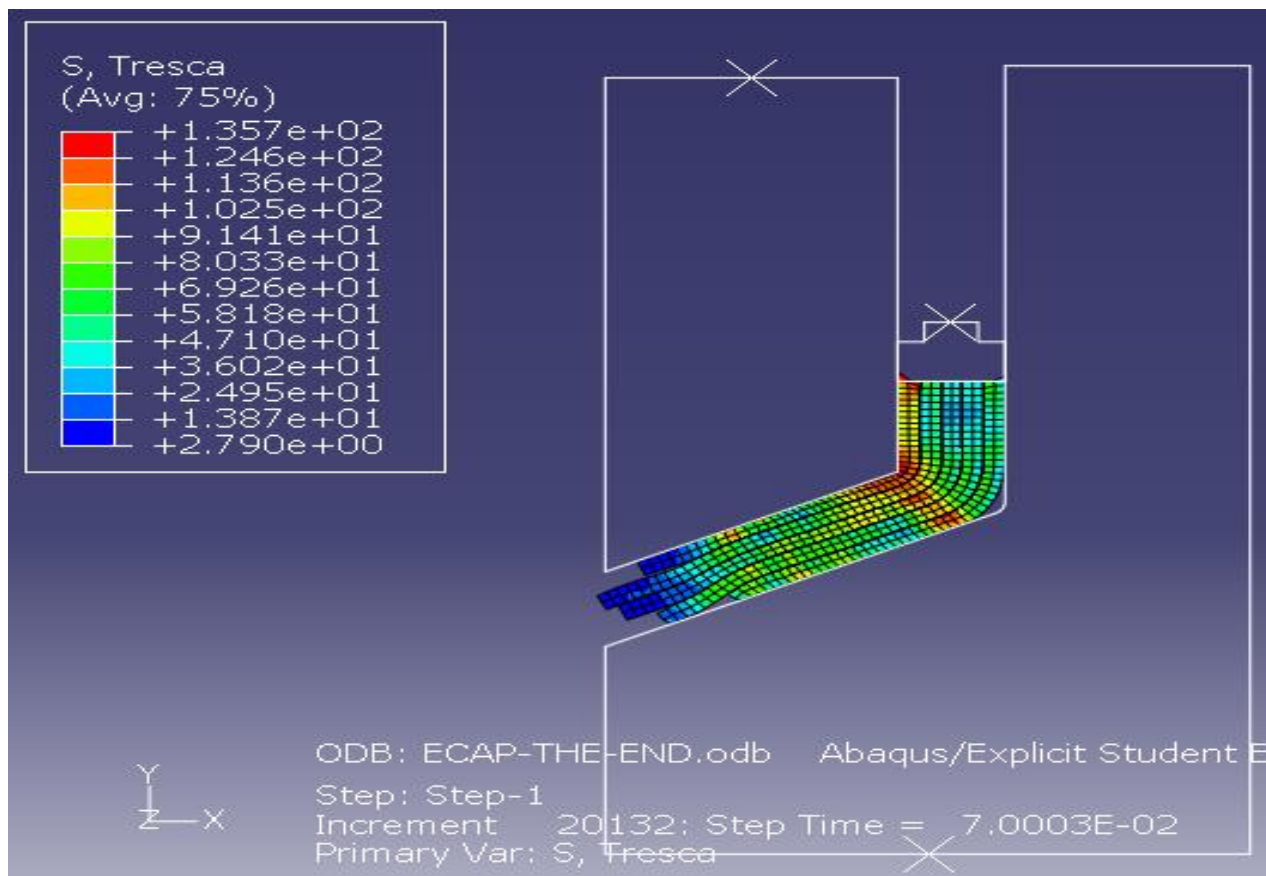 S, Tresca
(Avg: 75%)
+1.357e+02
+1.246e+02
+1.136e+02
+1.025e+02
+9.141e+01
+8.033e+01
+6.926e+01
+5.818e+01
+4.710e+01
+3.602e+01
+2.495e+01
+1.387e+01
+2.790e+00
ODB: ECAP-THE-END.odb Abaqus/Explicit Student E
Step: Step-1
Increment 20132: Step Time = 7.0003E-02
Primary Var: S, Tresca
Y
Z X